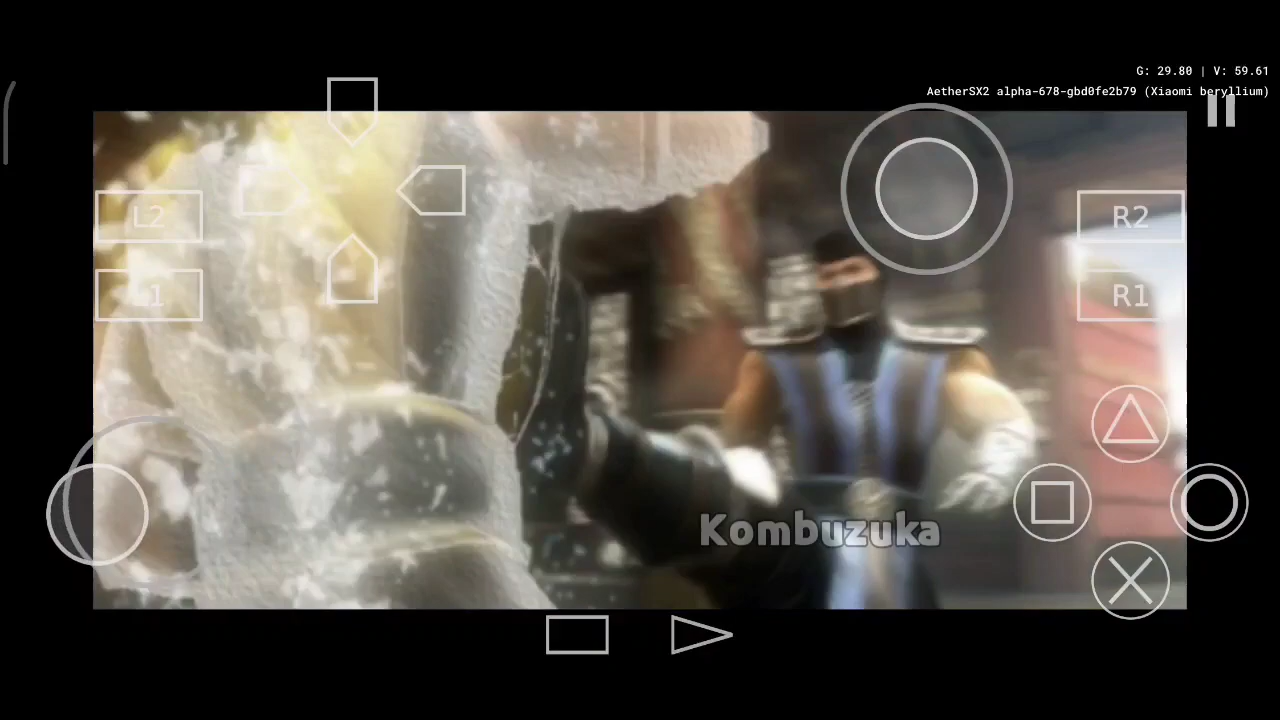 G: 29.80 | V: 59.61
AetherSX2 alpha-678-gbd0fe2b79 (Xiaomi beryllium)
L2
R2
L1
R1
Kombuzuka